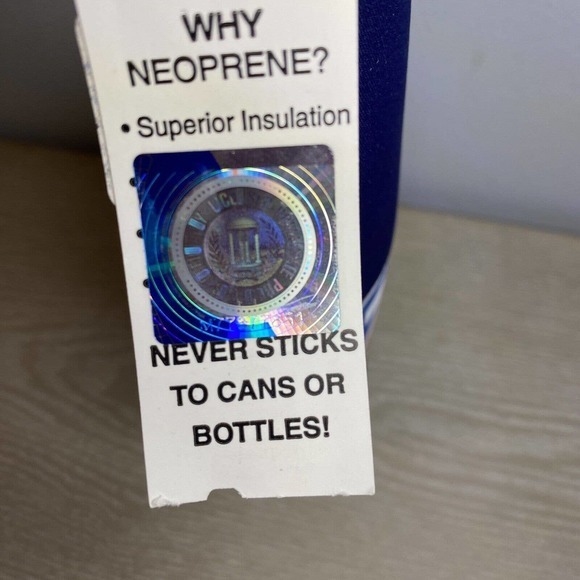 WHY
NEOPRENE?
• Superior Insulation
•
•
•
NEVER STICKS
TO CANS OR
BOTTLES!